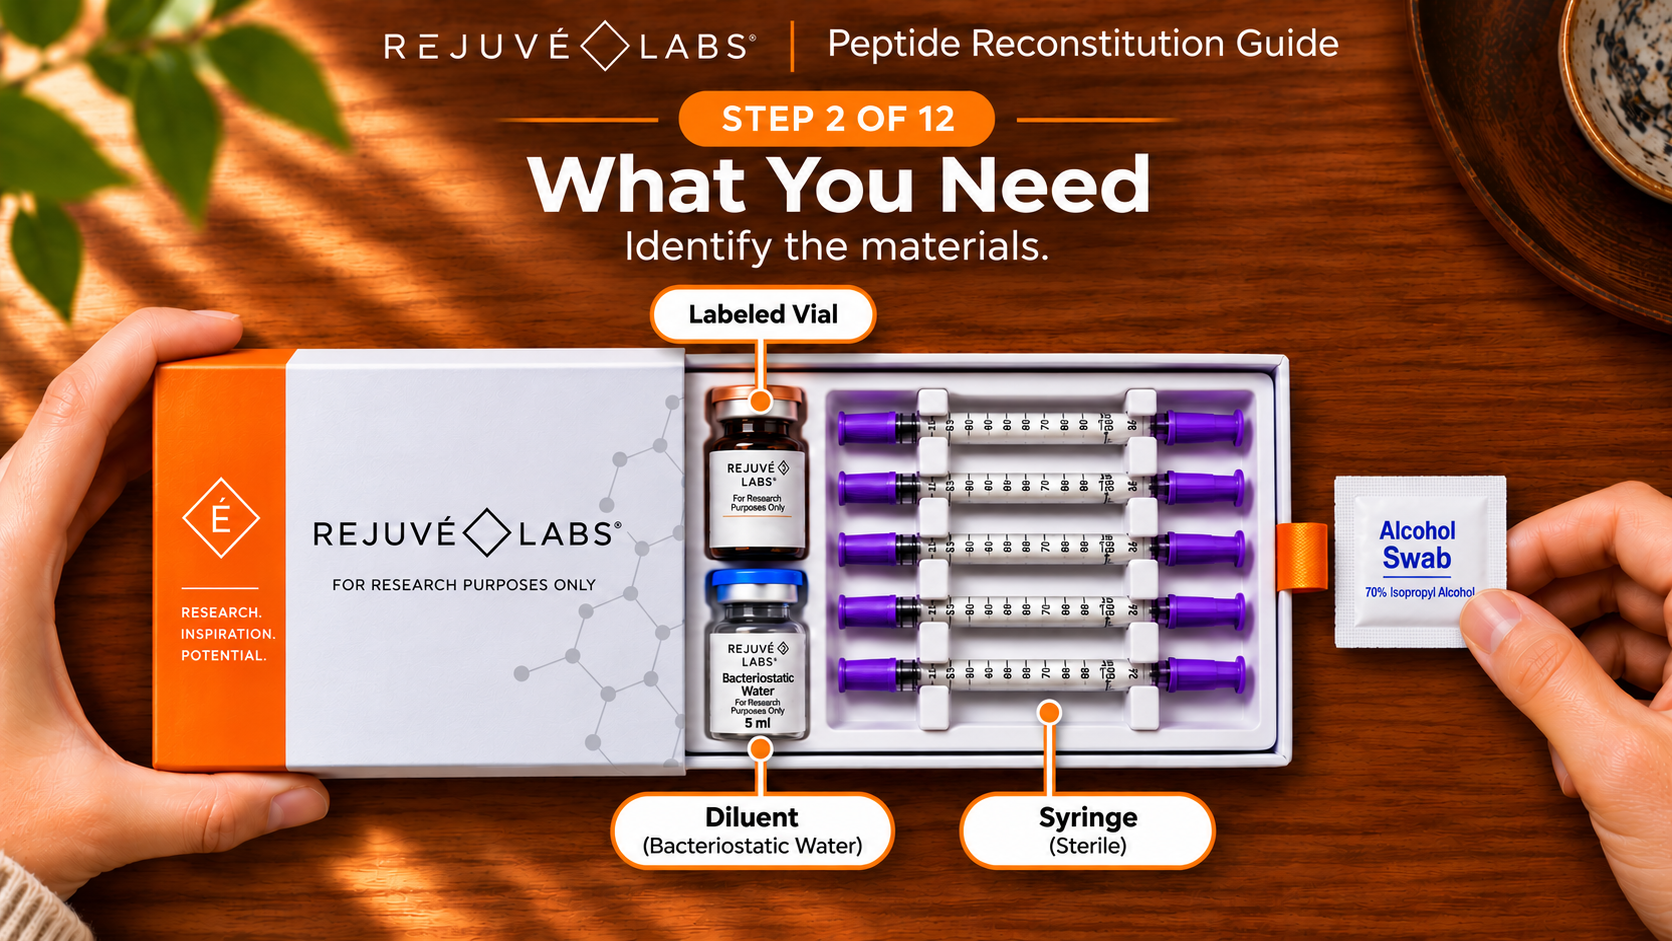 REJUVÉ LABS®
Peptide Reconstitution Guide
STEP 2 OF 12
What You Need
Identify the materials.
Labeled Vial
É
RESEARCH.
INSPIRATION.
POTENTIAL.
REJUVÉ LABS®
FOR RESEARCH PURPOSES ONLY
REJUVÉ
LABS®
For Research
Purposes Only
REJUVÉ
LABS®
Bacteriostatic
Water
For Research
Purposes Only
5 ml
Alcohol
Swab
70% Isopropyl Alcohol
Diluent
(Bacteriostatic Water)
Syringe
(Sterile)